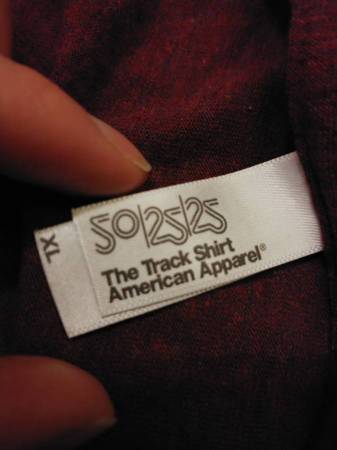 50/25/25
The Track Shirt
American Apparel®
XL